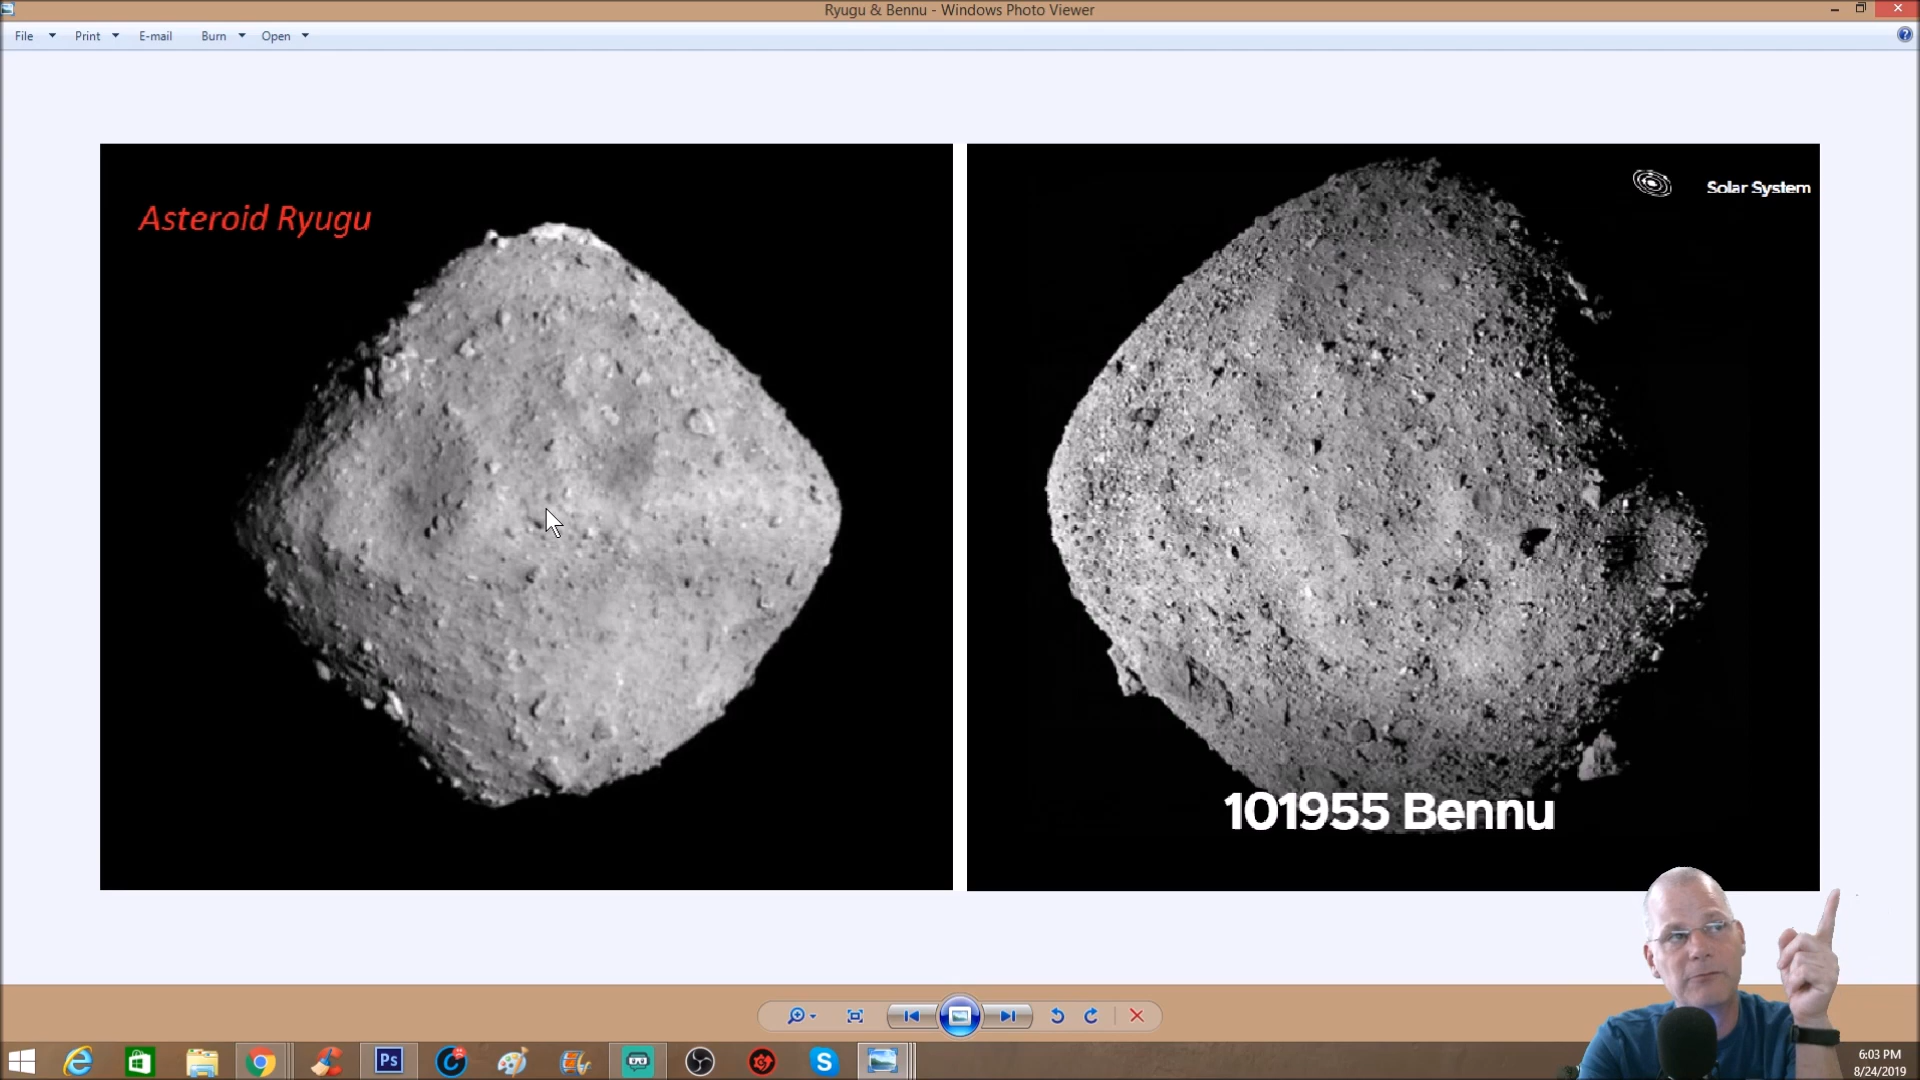 Ryugu & Bennu - Windows Photo Viewer
File Print E-mail Burn Open
Asteroid Ryugu
Solar System
101955 Bennu
Ps
S
6:03 PM
8/24/2019